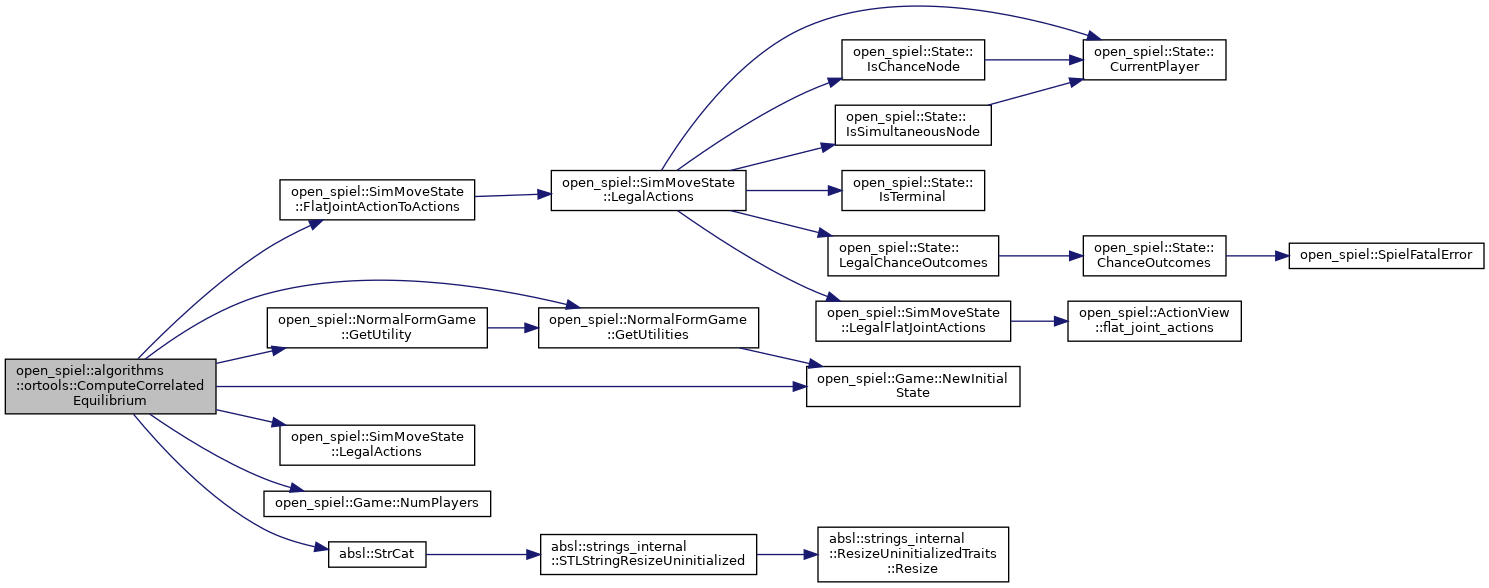 open_spiel::algorithms
::ortools::ComputeCorrelated
Equilibrium
open_spiel::SimMoveState
::FlatJointActionToActions
open_spiel::SimMoveState
::LegalActions
open_spiel::State::
IsChanceNode
open_spiel::State::
CurrentPlayer
open_spiel::State::
IsSimultaneousNode
open_spiel::State::
IsTerminal
open_spiel::State::
LegalChanceOutcomes
open_spiel::State::
ChanceOutcomes
open_spiel::SpielFatalError
open_spiel::SimMoveState
::LegalFlatJointActions
open_spiel::ActionView
::flat_joint_actions
open_spiel::NormalFormGame
::GetUtility
open_spiel::NormalFormGame
::GetUtilities
open_spiel::Game::NewInitial
State
open_spiel::SimMoveState
::LegalActions
open_spiel::Game::NumPlayers
absl::StrCat
absl::strings_internal
::STLStringResizeUninitialized
absl::strings_internal
::ResizeUninitializedTraits
::Resize